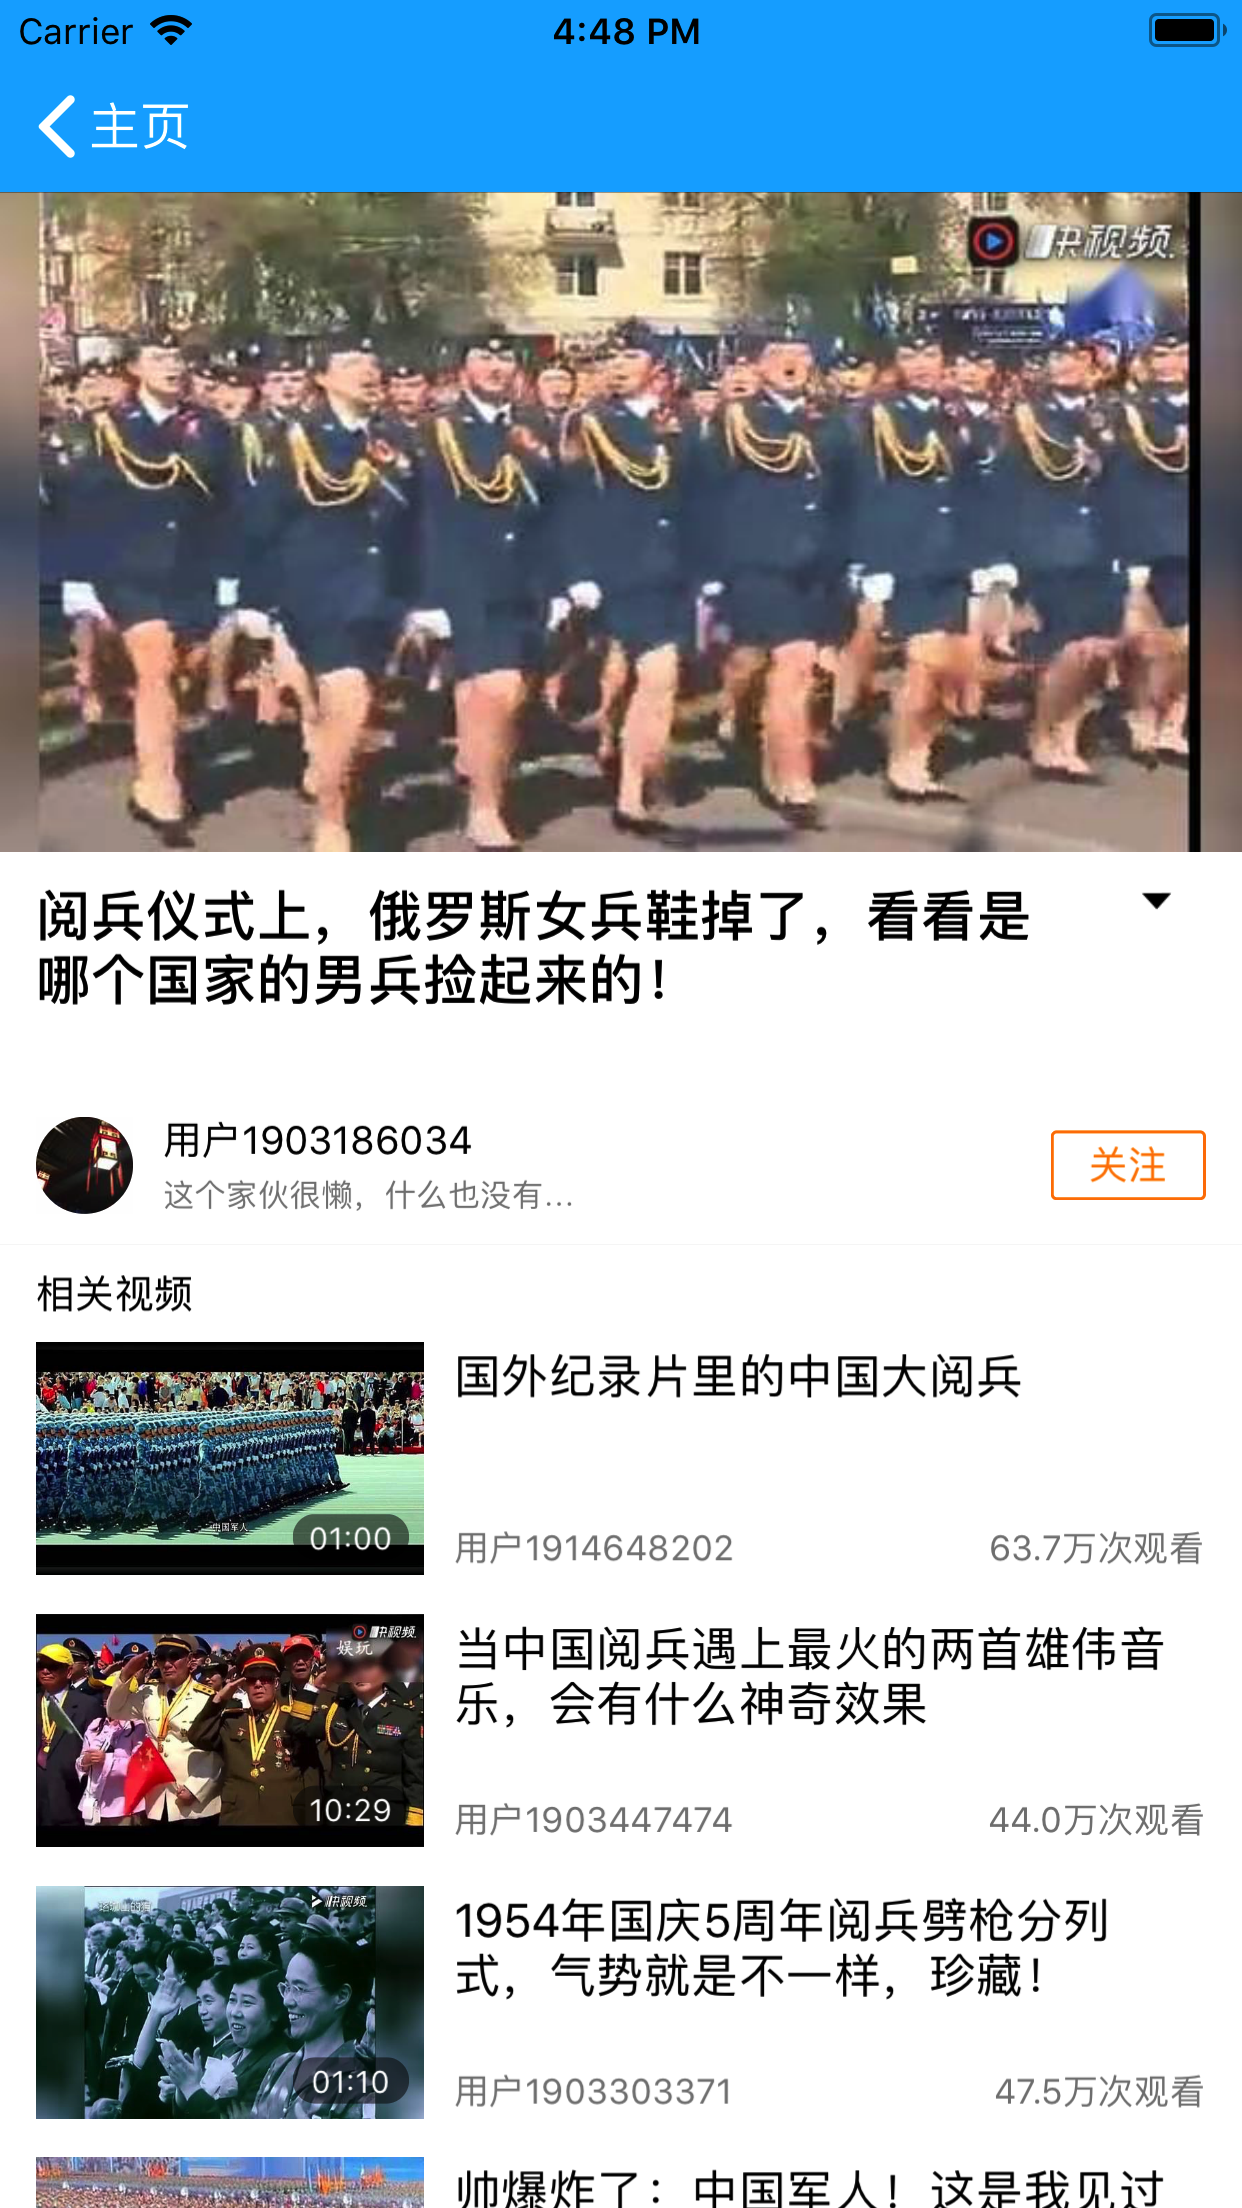 Carrier
4:48 PM
主页
快视频
阅兵仪式上，俄罗斯女兵鞋掉了，看看是
哪个国家的男兵捡起来的！
用户1903186034
这个家伙很懒，什么也没有...
关注
相关视频
国外纪录片里的中国大阅兵
中国军人
01:00
用户1914648202
63.7万次观看
快视频
娱玩
当中国阅兵遇上最火的两首雄伟音
乐，会有什么神奇效果
10:29
用户1903447474
44.0万次观看
快视频
1954年国庆5周年阅兵劈枪分列
式，气势就是不一样，珍藏！
01:10
用户1903303371
47.5万次观看
帅爆炸了：中国军人！这是我见过